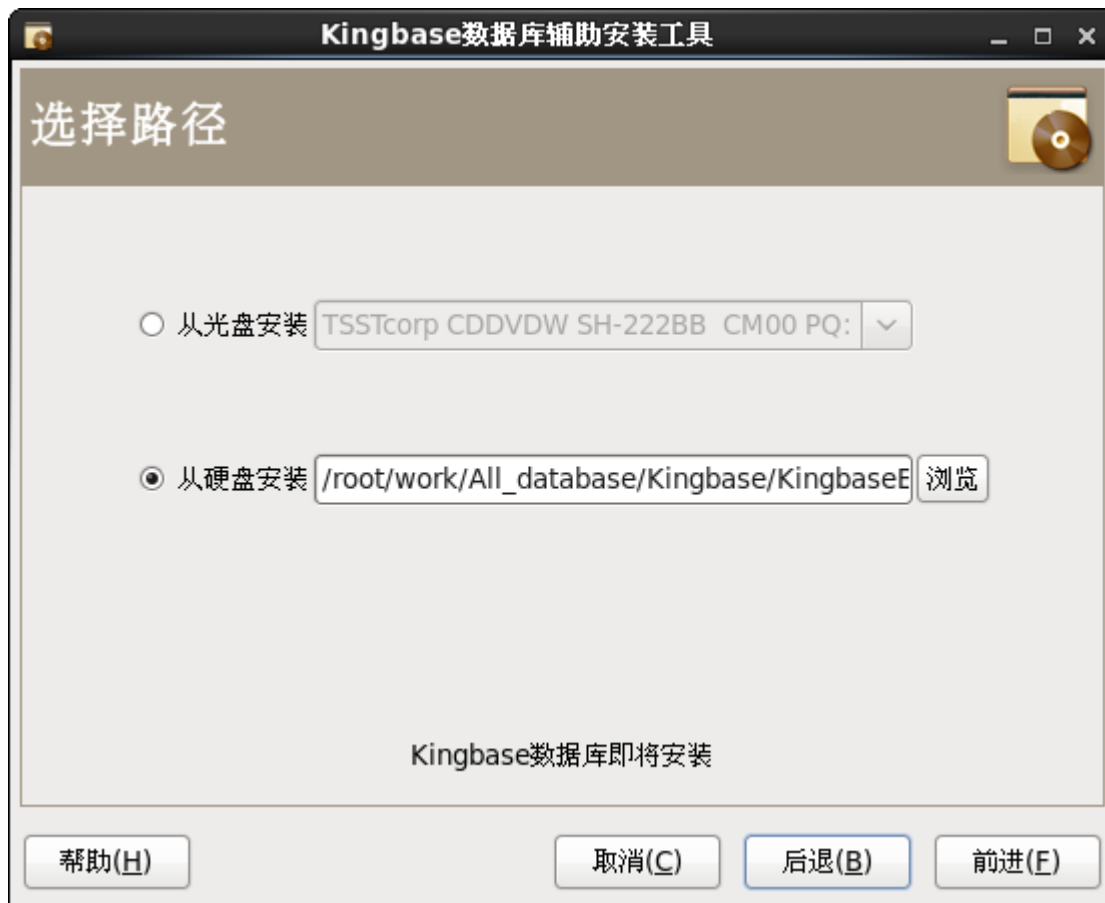 Kingbase数据库辅助安装工具
选择路径
从光盘安装 TSSTcorp CDDVDW SH-222BB CM00 PQ:
从硬盘安装 /root/work/All_database/Kingbase/KingbaseE 浏览
Kingbase数据库即将安装
帮助(H) 取消(C) 后退(B) 前进(F)